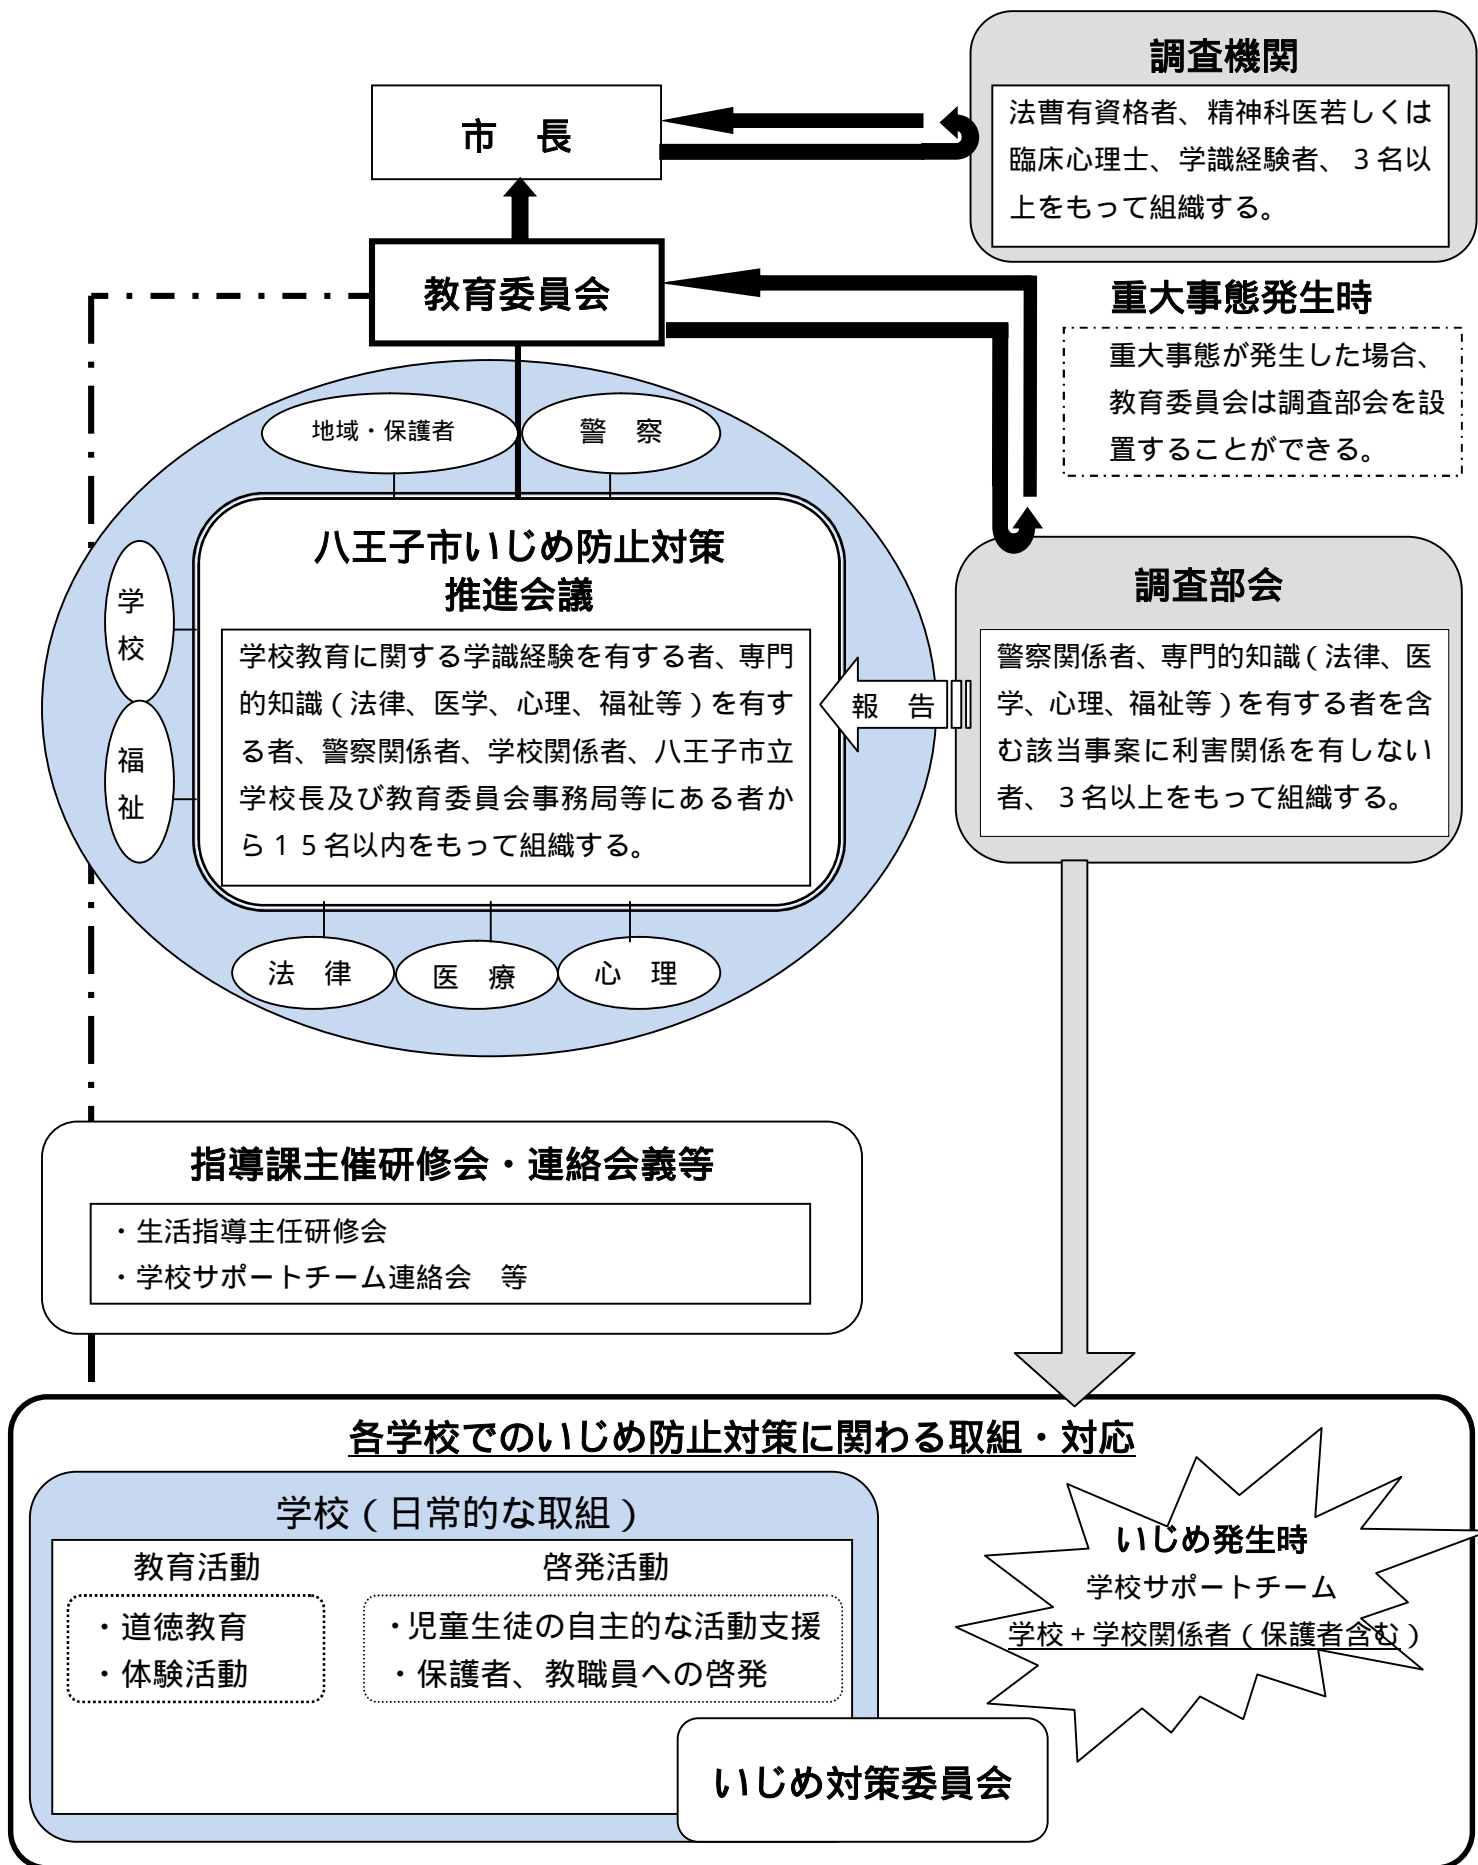 調査機関
法曹有資格者、精神科医若しくは
臨床心理士、学識経験者、3名以
上をもって組織する。
市　長
教育委員会
重大事態発生時
重大事態が発生した場合、
教育委員会は調査部会を設
置することができる。
地域・保護者
警　察
八王子市いじめ防止対策
推進会議
学校教育に関する学識経験を有する者、専門
的知識（法律、医学、心理、福祉等）を有す
る者、警察関係者、学校関係者、八王子市立
学校長及び教育委員会事務局等にある者か
ら１５名以内をもって組織する。
学
校
福
祉
法　律
医　療
心　理
報　告
調査部会
警察関係者、専門的知識（法律、医
学、心理、福祉等）を有する者を含
む該当事案に利害関係を有しない
者、3名以上をもって組織する。
指導課主催研修会・連絡会義等
・生活指導主任研修会
・学校サポートチーム連絡会　等
各学校でのいじめ防止対策に関わる取組・対応
学校（日常的な取組）
教育活動
・道徳教育
・体験活動
啓発活動
・児童生徒の自主的な活動支援
・保護者、教職員への啓発
いじめ対策委員会
いじめ発生時
学校サポートチーム
学校＋学校関係者（保護者含む）